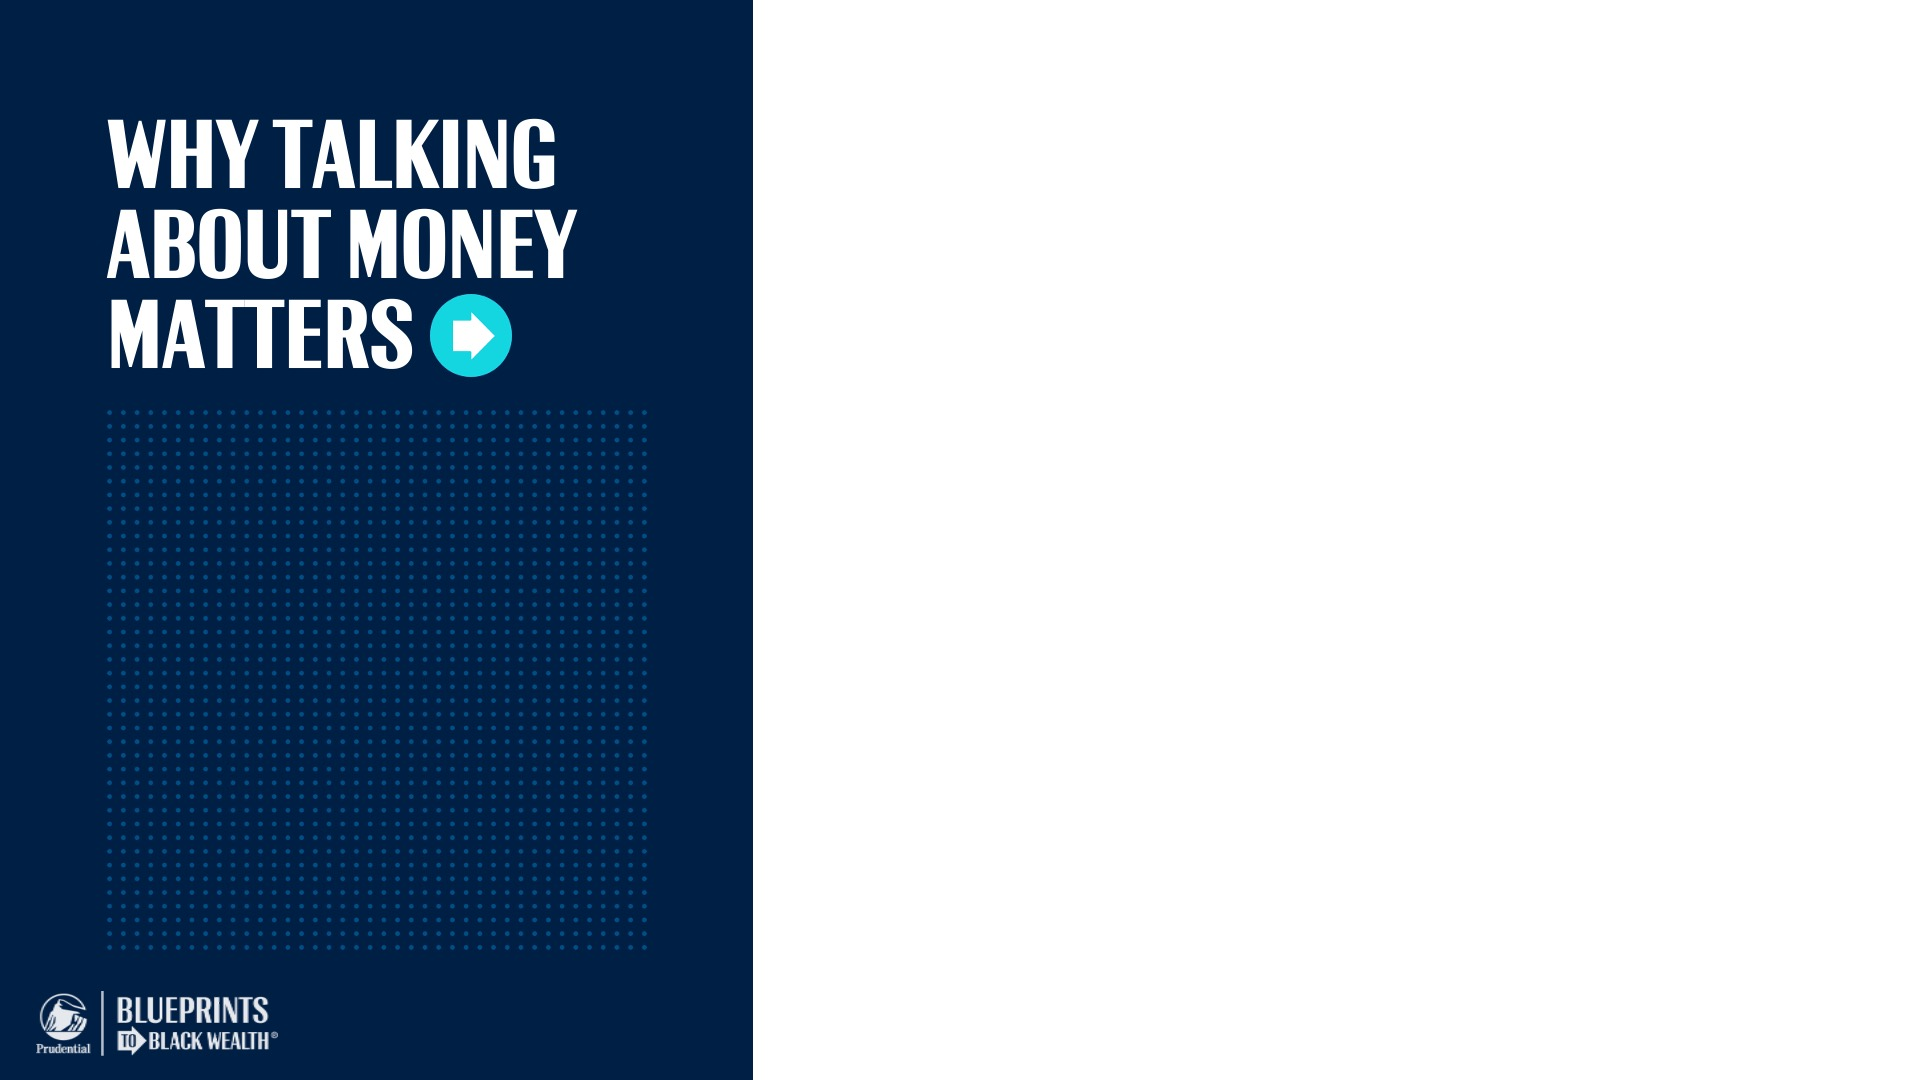 WHY TALKING
ABOUT MONEY
MATTERS
Prudential
BLUEPRINTS
TO BLACK WEALTH®